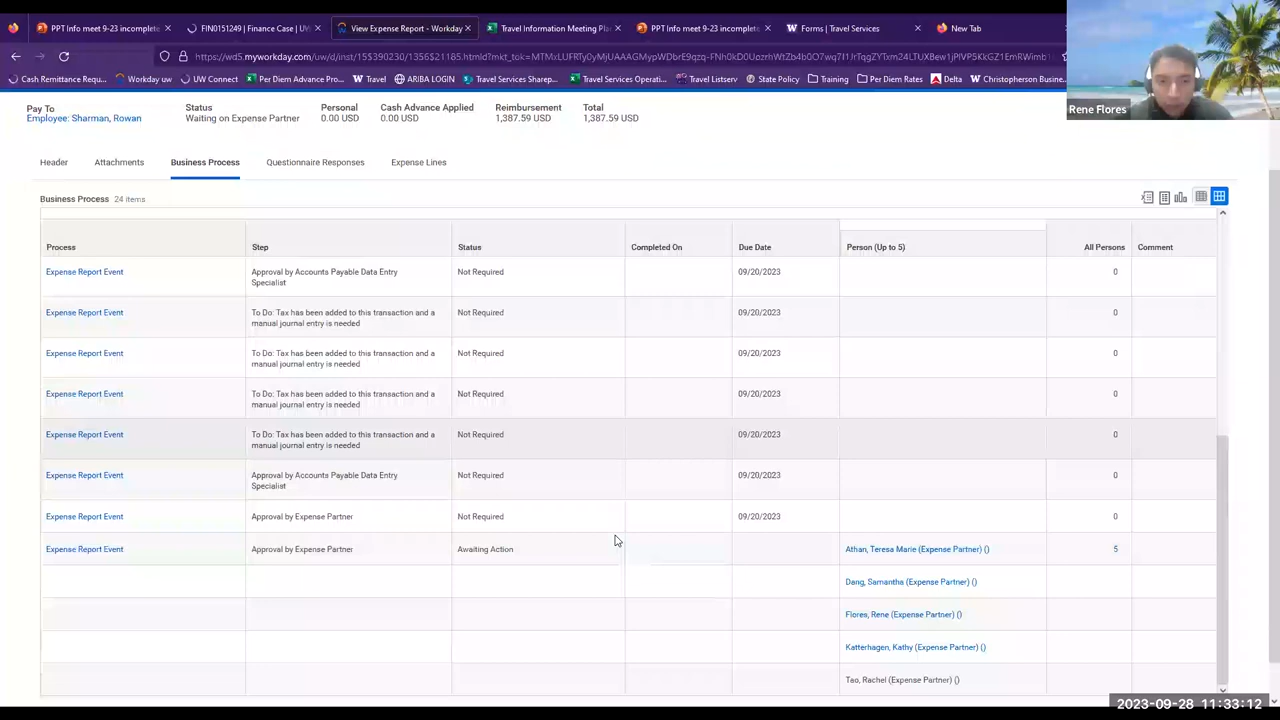 PPT Info meet 9-23 incomplete
FIN0151249 | Finance Case | UW
View Expense Report - Workday
Travel Information Meeting Pla
PPT Info meet 9-23 incomplete
Forms | Travel Services
New Tab
Cash Remittance Requ...
Workday uw
UW Connect
Per Diem Advance Pro...
Travel
ARIBA LOGIN
Travel Services Sharep...
Travel Services Operati...
Travel Listserv
State Policy
Training
Per Diem Rates
Delta
Christopherson Busine...
Rene Flores
Pay To
Employee: Sharman, Rowan
Status
Waiting on Expense Partner
Personal
0.00 USD
Cash Advance Applied
0.00 USD
Reimbursement
1,387.59 USD
Total
1,387.59 USD
Header
Attachments
Business Process
Questionnaire Responses
Expense Lines
Business Process 24 items
Process Step Status Completed On Due Date Person (Up to 5) All Persons Comment
Expense Report Event Approval by Accounts Payable Data Entry Not Required 09/20/2023 0
Specialist
Expense Report Event To Do: Tax has been added to this transaction and a Not Required 09/20/2023 0
manual journal entry is needed
Expense Report Event To Do: Tax has been added to this transaction and a Not Required 09/20/2023 0
manual journal entry is needed
Expense Report Event To Do: Tax has been added to this transaction and a Not Required 09/20/2023 0
manual journal entry is needed
Expense Report Event To Do: Tax has been added to this transaction and a Not Required 09/20/2023 0
manual journal entry is needed
Expense Report Event Approval by Accounts Payable Data Entry Not Required 09/20/2023 0
Specialist
Expense Report Event Approval by Expense Partner Not Required 09/20/2023 0
Expense Report Event Approval by Expense Partner Awaiting Action Athan, Teresa Marie (Expense Partner) () 5
Dang, Samantha (Expense Partner) ()
Flores, Rene (Expense Partner) ()
Katterhagen, Kathy (Expense Partner) ()
Tao, Rachel (Expense Partner) ()
2023-09-28 11:33:12